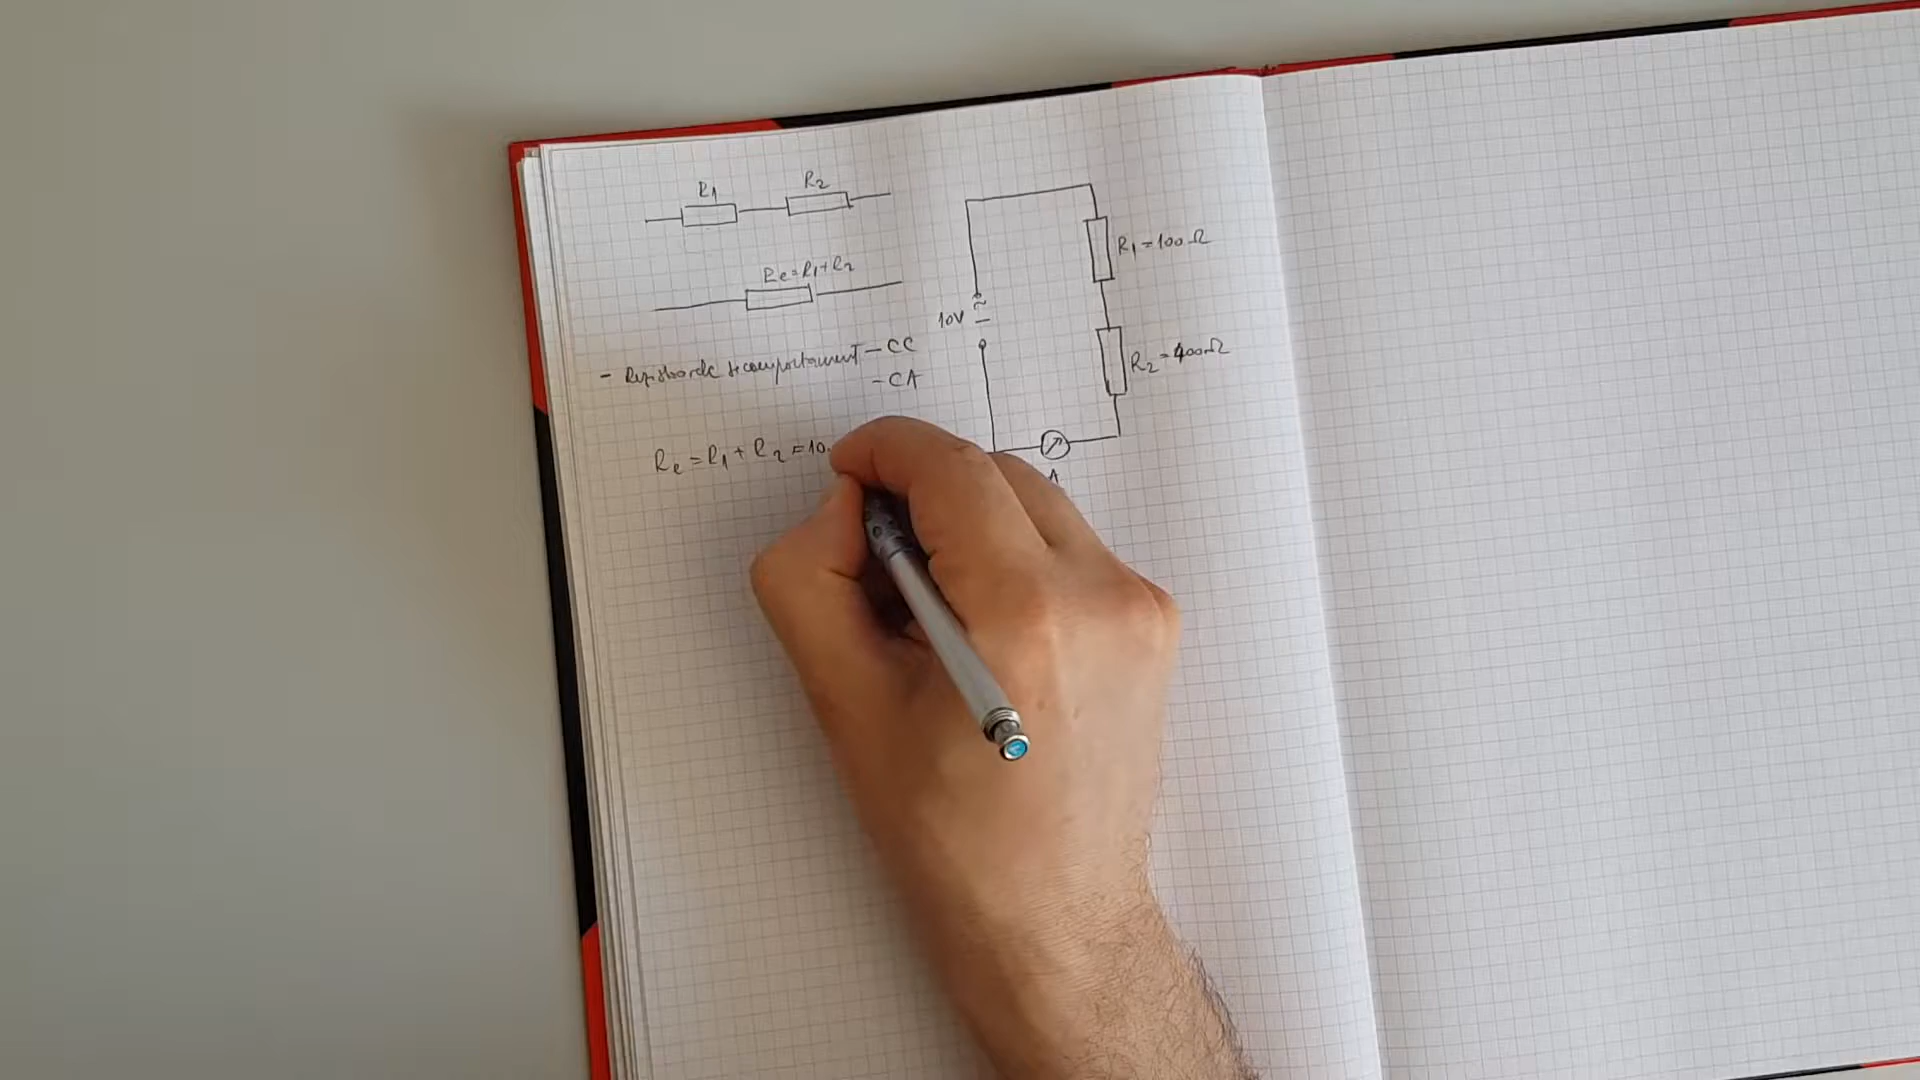 R1 R2
Re=R1+R2
10V
R1=100Ω
R2=400Ω
- CC
- CA
Re=R1+R2=10
A